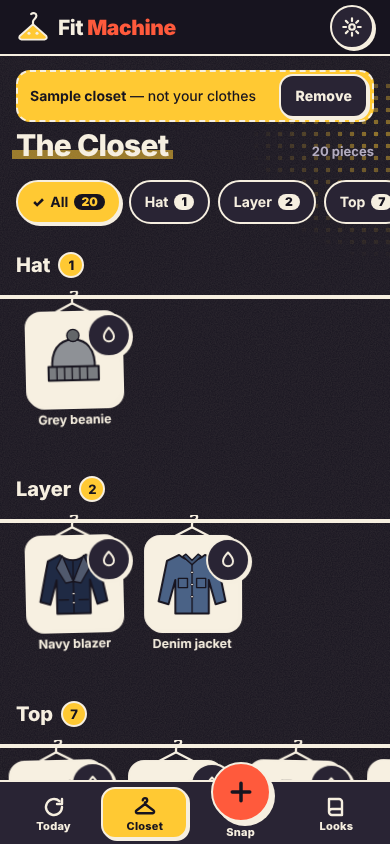 Fit Machine
Sample closet — not your clothes
Remove
The Closet
20 pieces
All 20
Hat 1
Layer 2
Top 7
Hat 1
Grey beanie
Layer 2
Navy blazer
Denim jacket
Top 7
Today
Closet
Snap
Looks